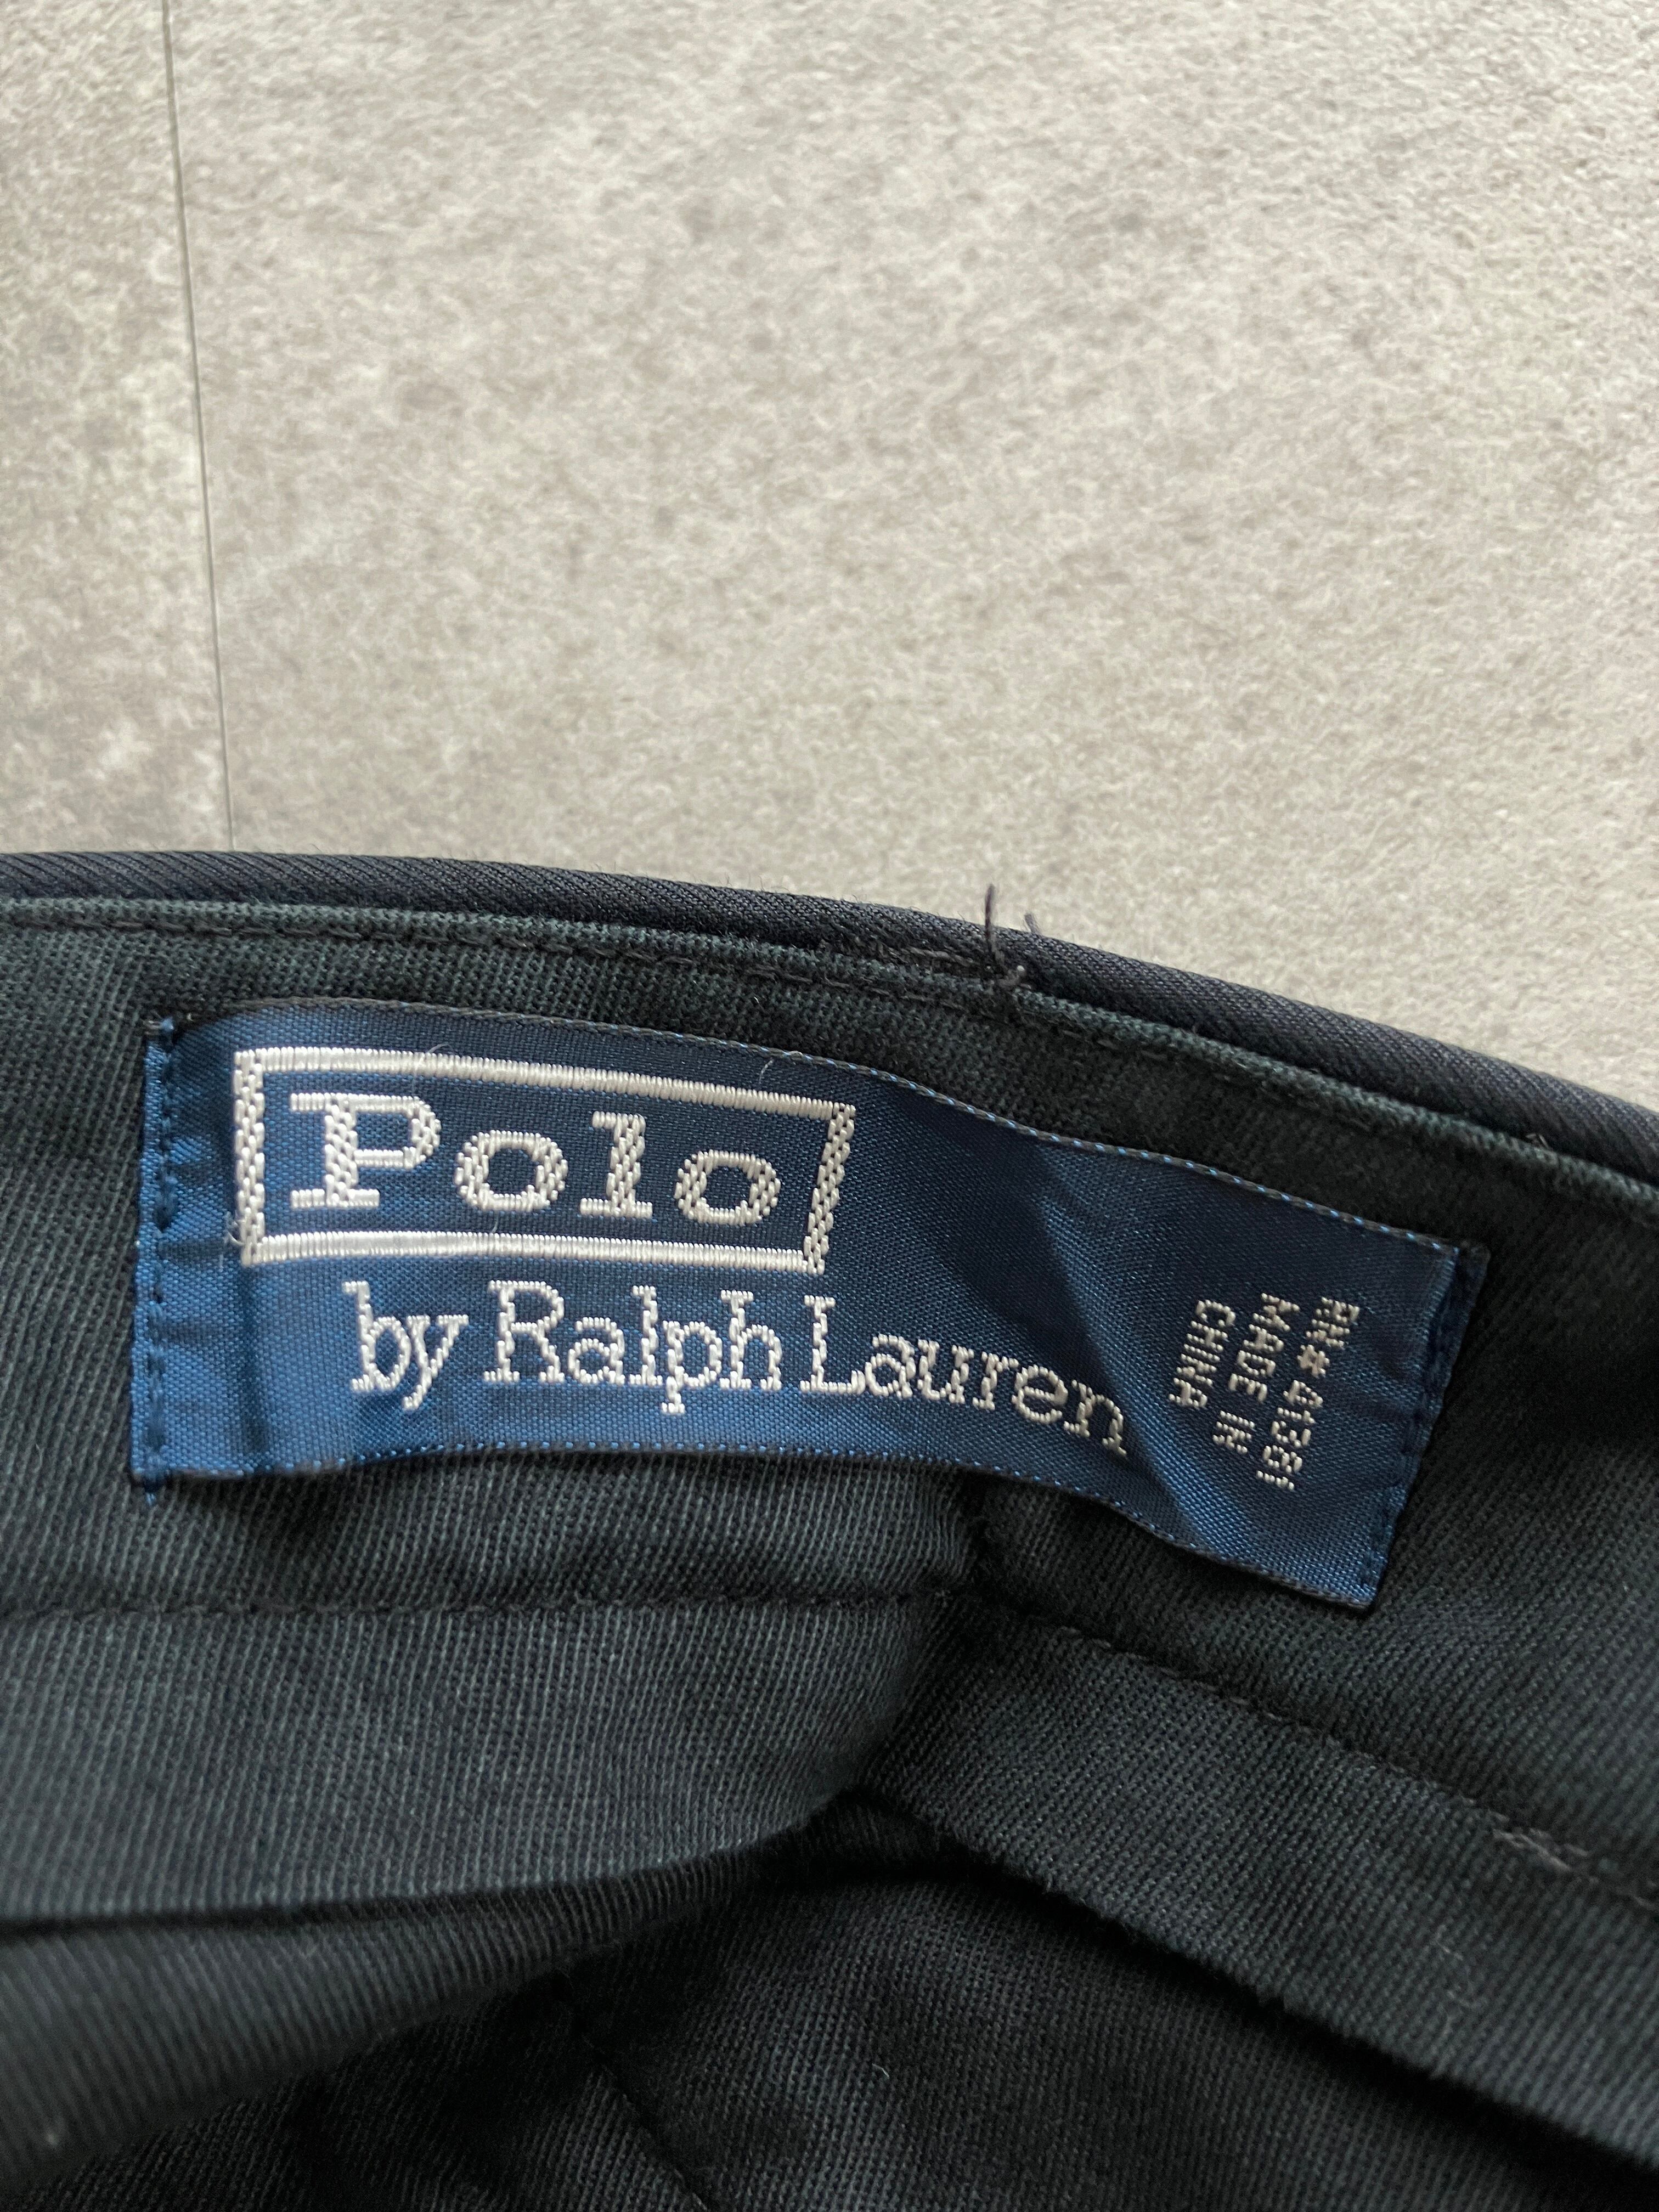 Polo
by Ralph Lauren
RN# 41381
MADE IN
CHINA